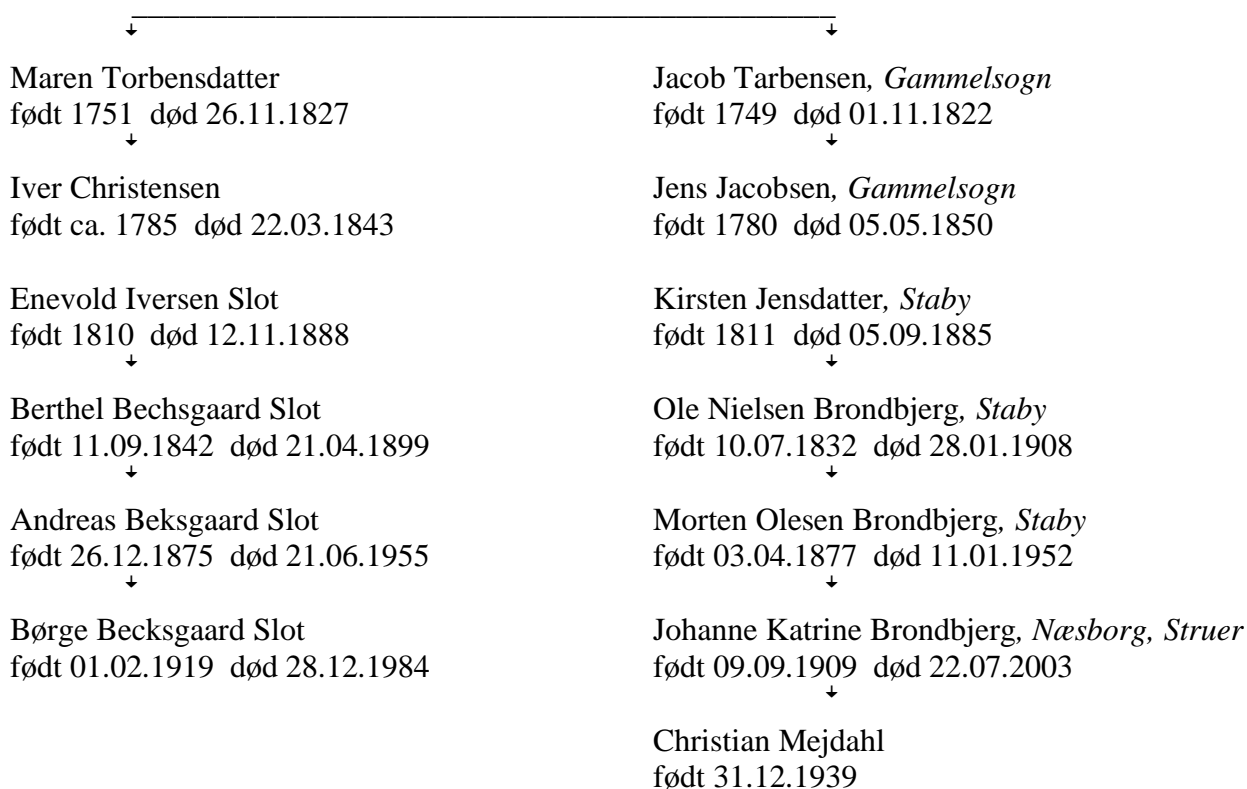 Maren Torbensdatter
født 1751 død 26.11.1827
Iver Christensen
født ca. 1785 død 22.03.1843
Enevold Iversen Slot
født 1810 død 12.11.1888
Berthel Bechsgaard Slot
født 11.09.1842 død 21.04.1899
Andreas Beksgaard Slot
født 26.12.1875 død 21.06.1955
Børge Becksgaard Slot
født 01.02.1919 død 28.12.1984
Jacob Tarbensen, Gammelsogn
født 1749 død 01.11.1822
Jens Jacobsen, Gammelsogn
født 1780 død 05.05.1850
Kirsten Jensdatter, Staby
født 1811 død 05.09.1885
Ole Nielsen Brondbjerg, Staby
født 10.07.1832 død 28.01.1908
Morten Olesen Brondbjerg, Staby
født 03.04.1877 død 11.01.1952
Johanne Katrine Brondbjerg, Næsborg, Struer
født 09.09.1909 død 22.07.2003
Christian Mejdahl
født 31.12.1939